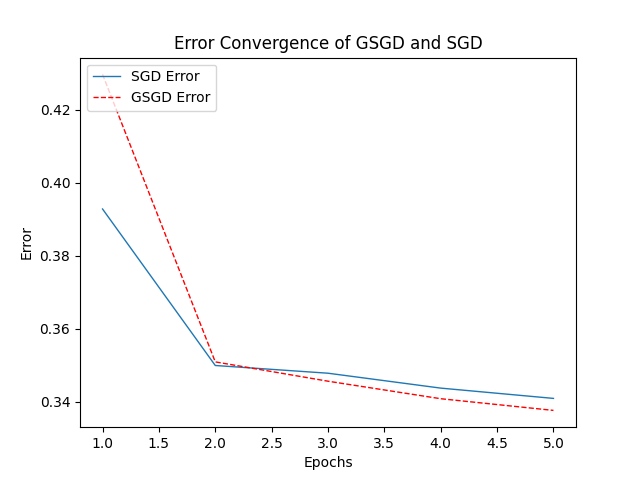 Error Convergence of GSGD and SGD
SGD Error
GSGD Error
0.42
0.40
0.38
0.36
0.34
Error
1.0 1.5 2.0 2.5 3.0 3.5 4.0 4.5 5.0
Epochs